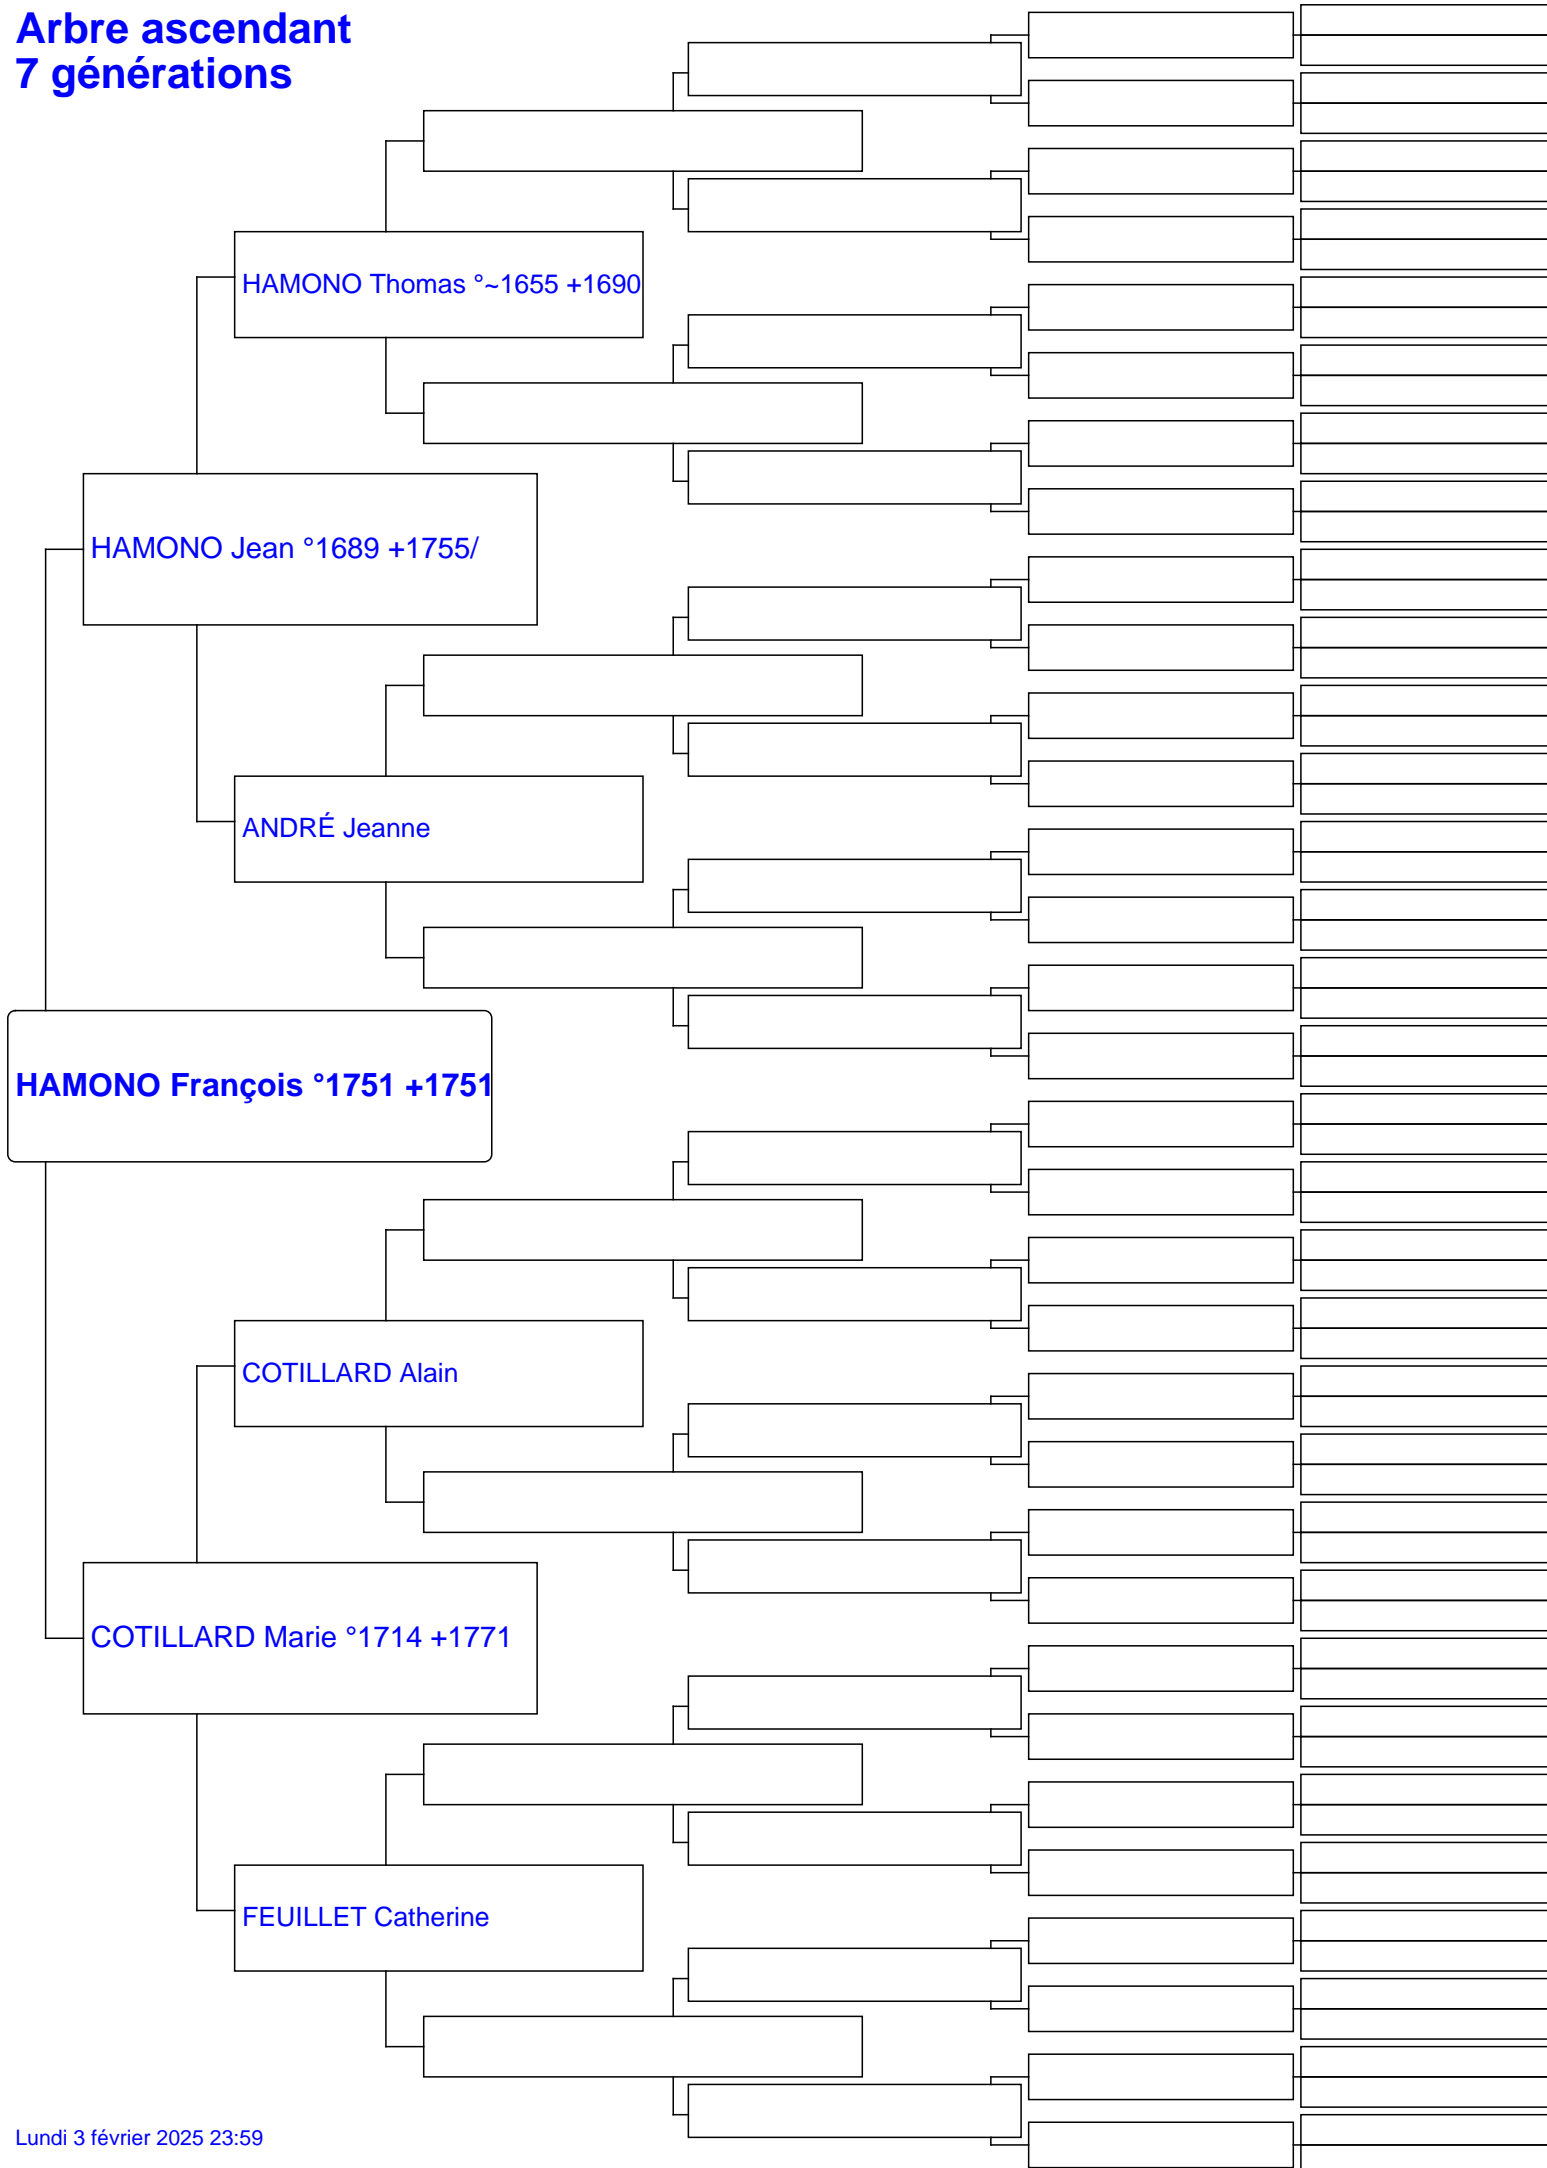 Arbre ascendant
7 générations
HAMONO Thomas °~1655 +1690
HAMONO Jean °1689 +1755/
ANDRÉ Jeanne
HAMONO François °1751 +1751
COTILLARD Alain
COTILLARD Marie °1714 +1771
FEUILLET Catherine
Lundi 3 février 2025 23:59